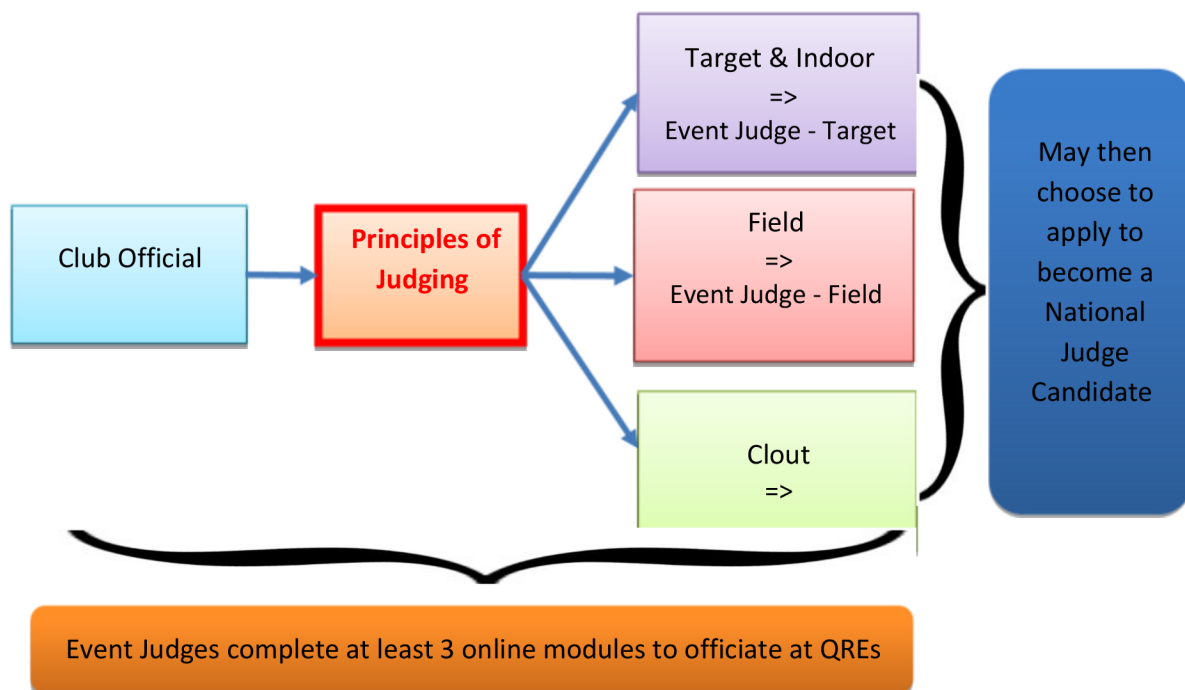 Club Official
Principles of
Judging
Target & Indoor
=>
Event Judge - Target
Field
=>
Event Judge - Field
Clout
=>
May then
choose to
apply to
become a
National
Judge
Candidate
Event Judges complete at least 3 online modules to officiate at QREs